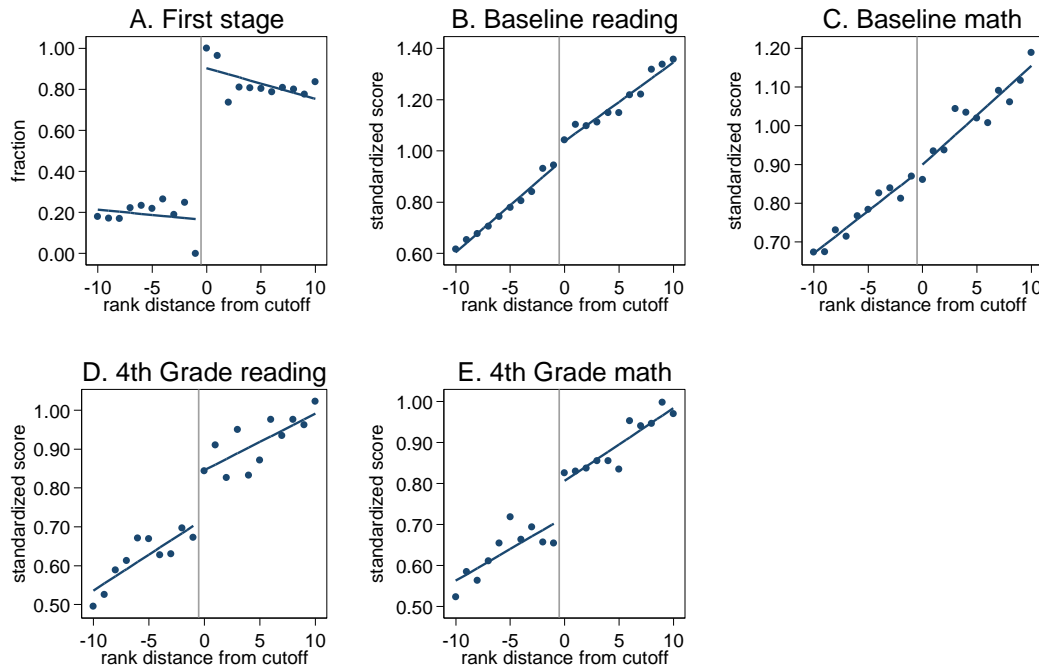 A. First stage
fraction
1.00
0.80
0.60
0.40
0.20
0.00
-10 -5 0 5 10
rank distance from cutoff
B. Baseline reading
standardized score
1.40
1.20
1.00
0.80
0.60
-10 -5 0 5 10
rank distance from cutoff
C. Baseline math
standardized score
1.20
1.10
1.00
0.90
0.80
0.70
-10 -5 0 5 10
rank distance from cutoff
D. 4th Grade reading
standardized score
1.00
0.90
0.80
0.70
0.60
0.50
-10 -5 0 5 10
rank distance from cutoff
E. 4th Grade math
standardized score
1.00
0.90
0.80
0.70
0.60
0.50
-10 -5 0 5 10
rank distance from cutoff